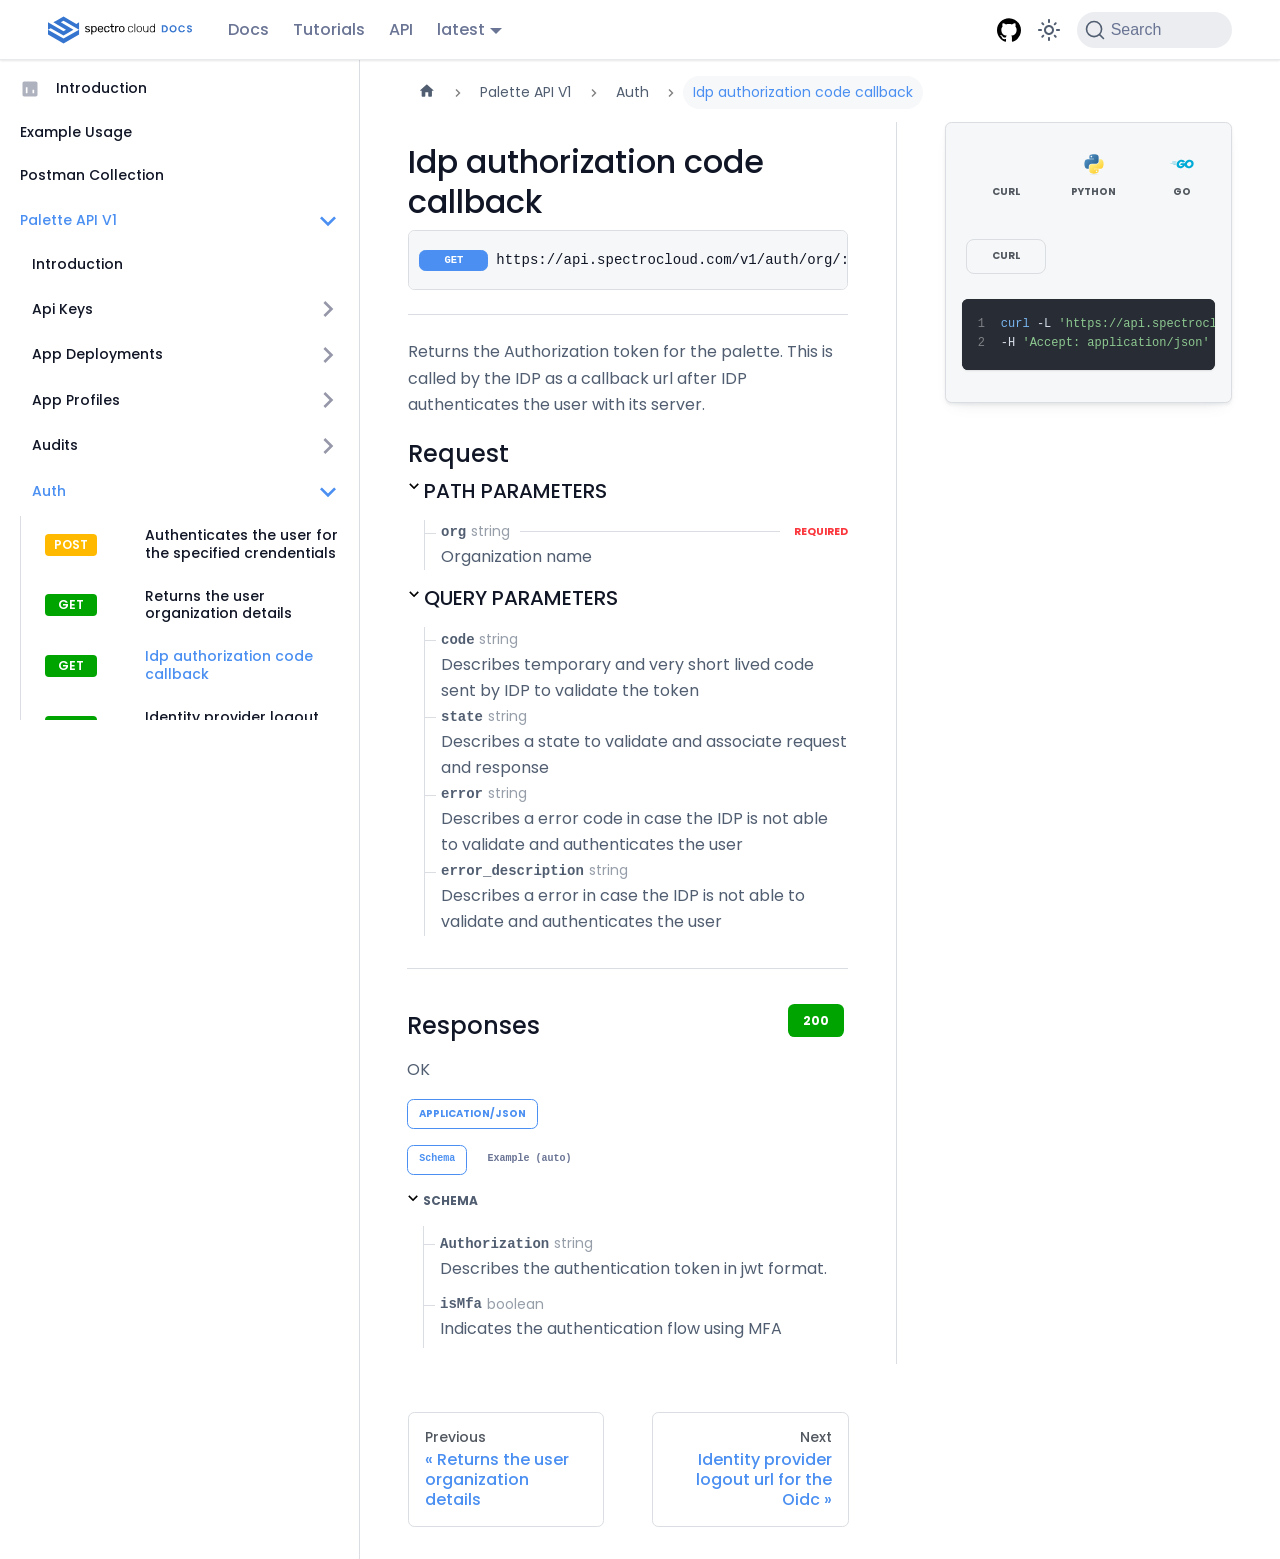 spectro cloud DOCS
Docs
Tutorials
API
latest
Search
Introduction
Example Usage
Postman Collection
Palette API V1
Introduction
Api Keys
App Deployments
App Profiles
Audits
Auth
POST
Authenticates the user for
the specified crendentials
GET
Returns the user
organization details
GET
Idp authorization code
callback
Identity provider logout
Palette API V1
Auth
Idp authorization code callback
Idp authorization code
callback
GET
https://api.spectrocloud.com/v1/auth/org/:
Returns the Authorization token for the palette. This is
called by the IDP as a callback url after IDP
authenticates the user with its server.
Request
PATH PARAMETERS
org string
REQUIRED
Organization name
QUERY PARAMETERS
code string
Describes temporary and very short lived code
sent by IDP to validate the token
state string
Describes a state to validate and associate request
and response
error string
Describes a error code in case the IDP is not able
to validate and authenticates the user
error_description string
Describes a error in case the IDP is not able to
validate and authenticates the user
Responses
200
OK
APPLICATION/JSON
Schema
Example (auto)
SCHEMA
Authorization string
Describes the authentication token in jwt format.
isMfa boolean
Indicates the authentication flow using MFA
Previous
« Returns the user
organization
details
Next
Identity provider
logout url for the
Oidc »
CURL
PYTHON
GO
GO
CURL
1 curl -L 'https://api.spectrocl
2 -H 'Accept: application/json'